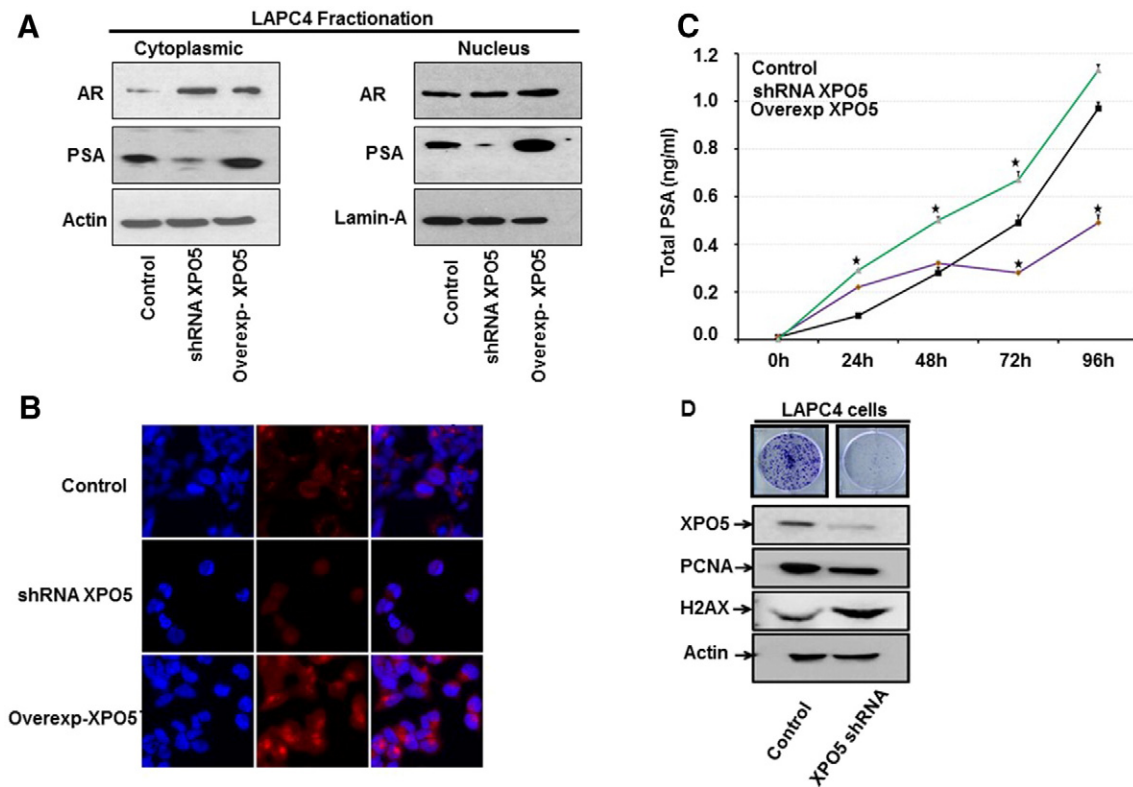 A
LAPC4 Fractionation
Cytoplasmic
Nucleus
AR
PSA
Actin
AR
PSA
Lamin-A
Control
shRNA XPO5
Overexp- XPO5
Control
shRNA XPO5
Overexp- XPO5
B
Control
shRNA XPO5
Overexp-XPO5
C
Control
shRNA XPO5
Overexp XPO5
Total PSA (ng/ml)
1.2
1.0
0.8
0.6
0.4
0.2
0.0
0h
24h
48h
72h
96h
D
LAPC4 cells
XPO5
PCNA
H2AX
Actin
Control
XPO5 shRNA